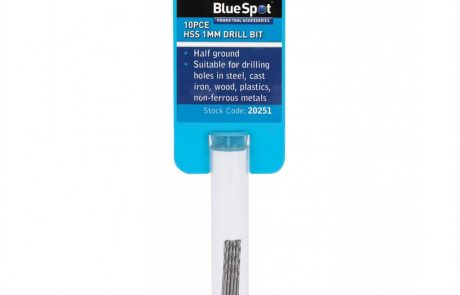 BlueSpot
POWER TOOL ACCESSORIES
10PCE
HSS 1MM DRILL BIT
• Half ground
• Suitable for drilling
holes in steel, cast
iron, wood, plastics,
non-ferrous metals
Stock Code: 20251